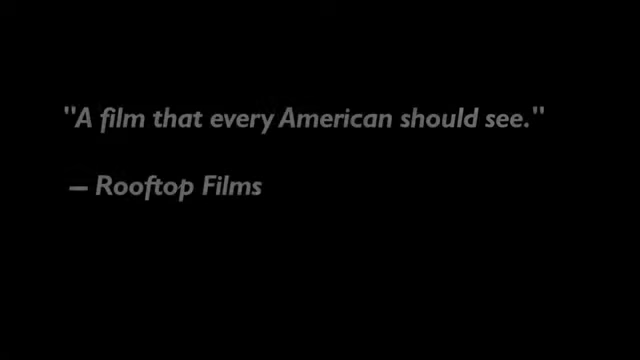 "A film that every American should see."
— Rooftop Films